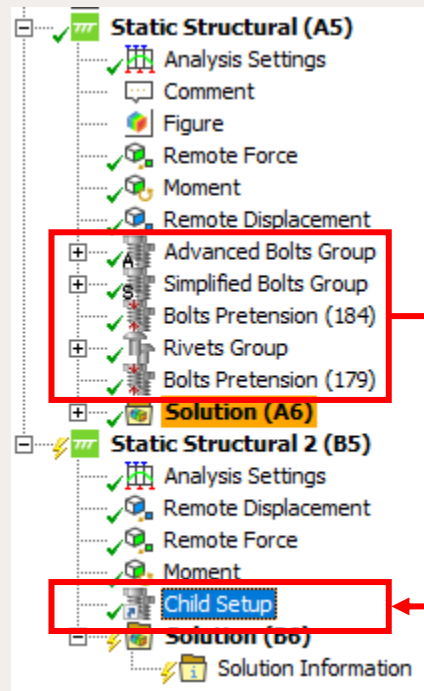 Static Structural (A5)
Analysis Settings
Comment
Figure
Remote Force
Moment
Remote Displacement
Advanced Bolts Group
Simplified Bolts Group
Bolts Pretension (184)
Rivets Group
Bolts Pretension (179)
Solution (A6)
Static Structural 2 (B5)
Analysis Settings
Remote Displacement
Remote Force
Moment
Child Setup
Solution (B6)
Solution Information